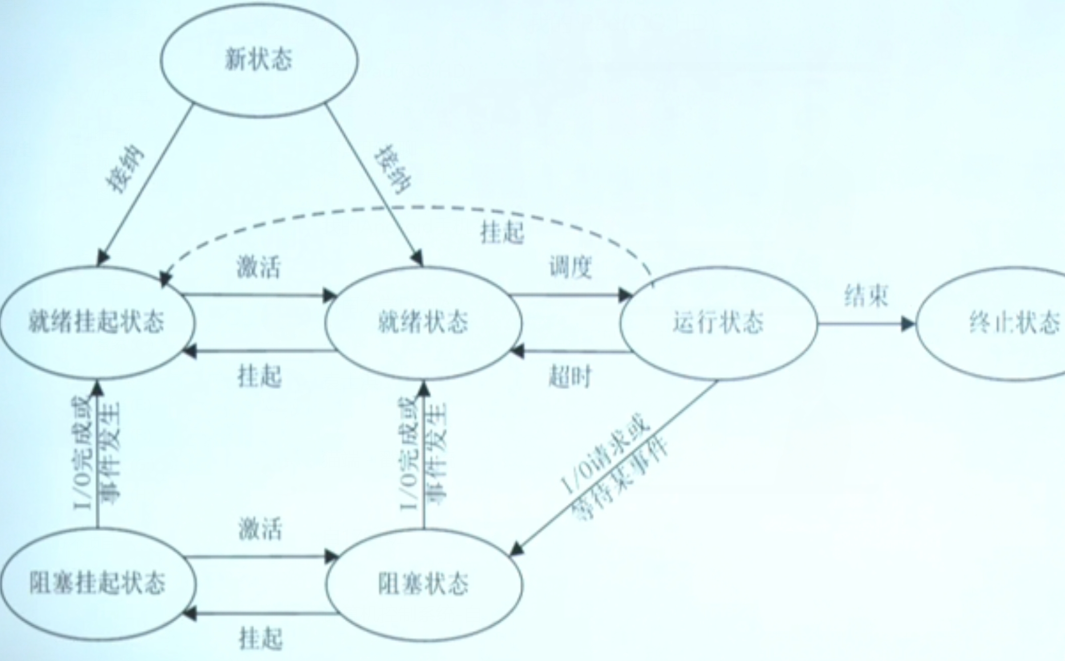 新状态
接纳
接纳
挂起
激活
调度
结束
就绪挂起状态
就绪状态
运行状态
终止状态
挂起
超时
I/O完成或
事件发生
I/O完成或
事件发生
I/O请求或
等待某事件
激活
阻塞挂起状态
阻塞状态
挂起